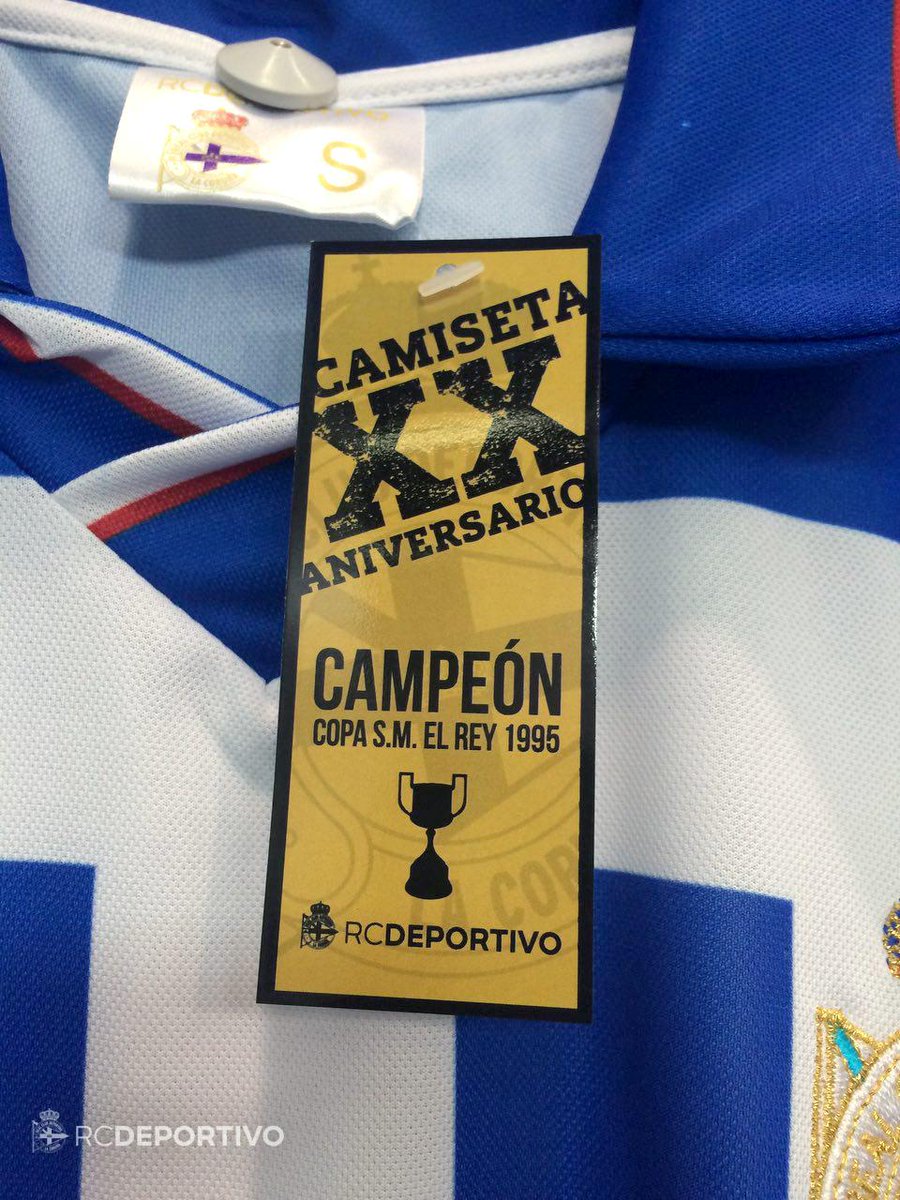 S
CAMISETA
XX
ANIVERSARIO
CAMPEÓN
COPA S.M. EL REY 1995
RCDEPORTIVO
RCDEPORTIVO